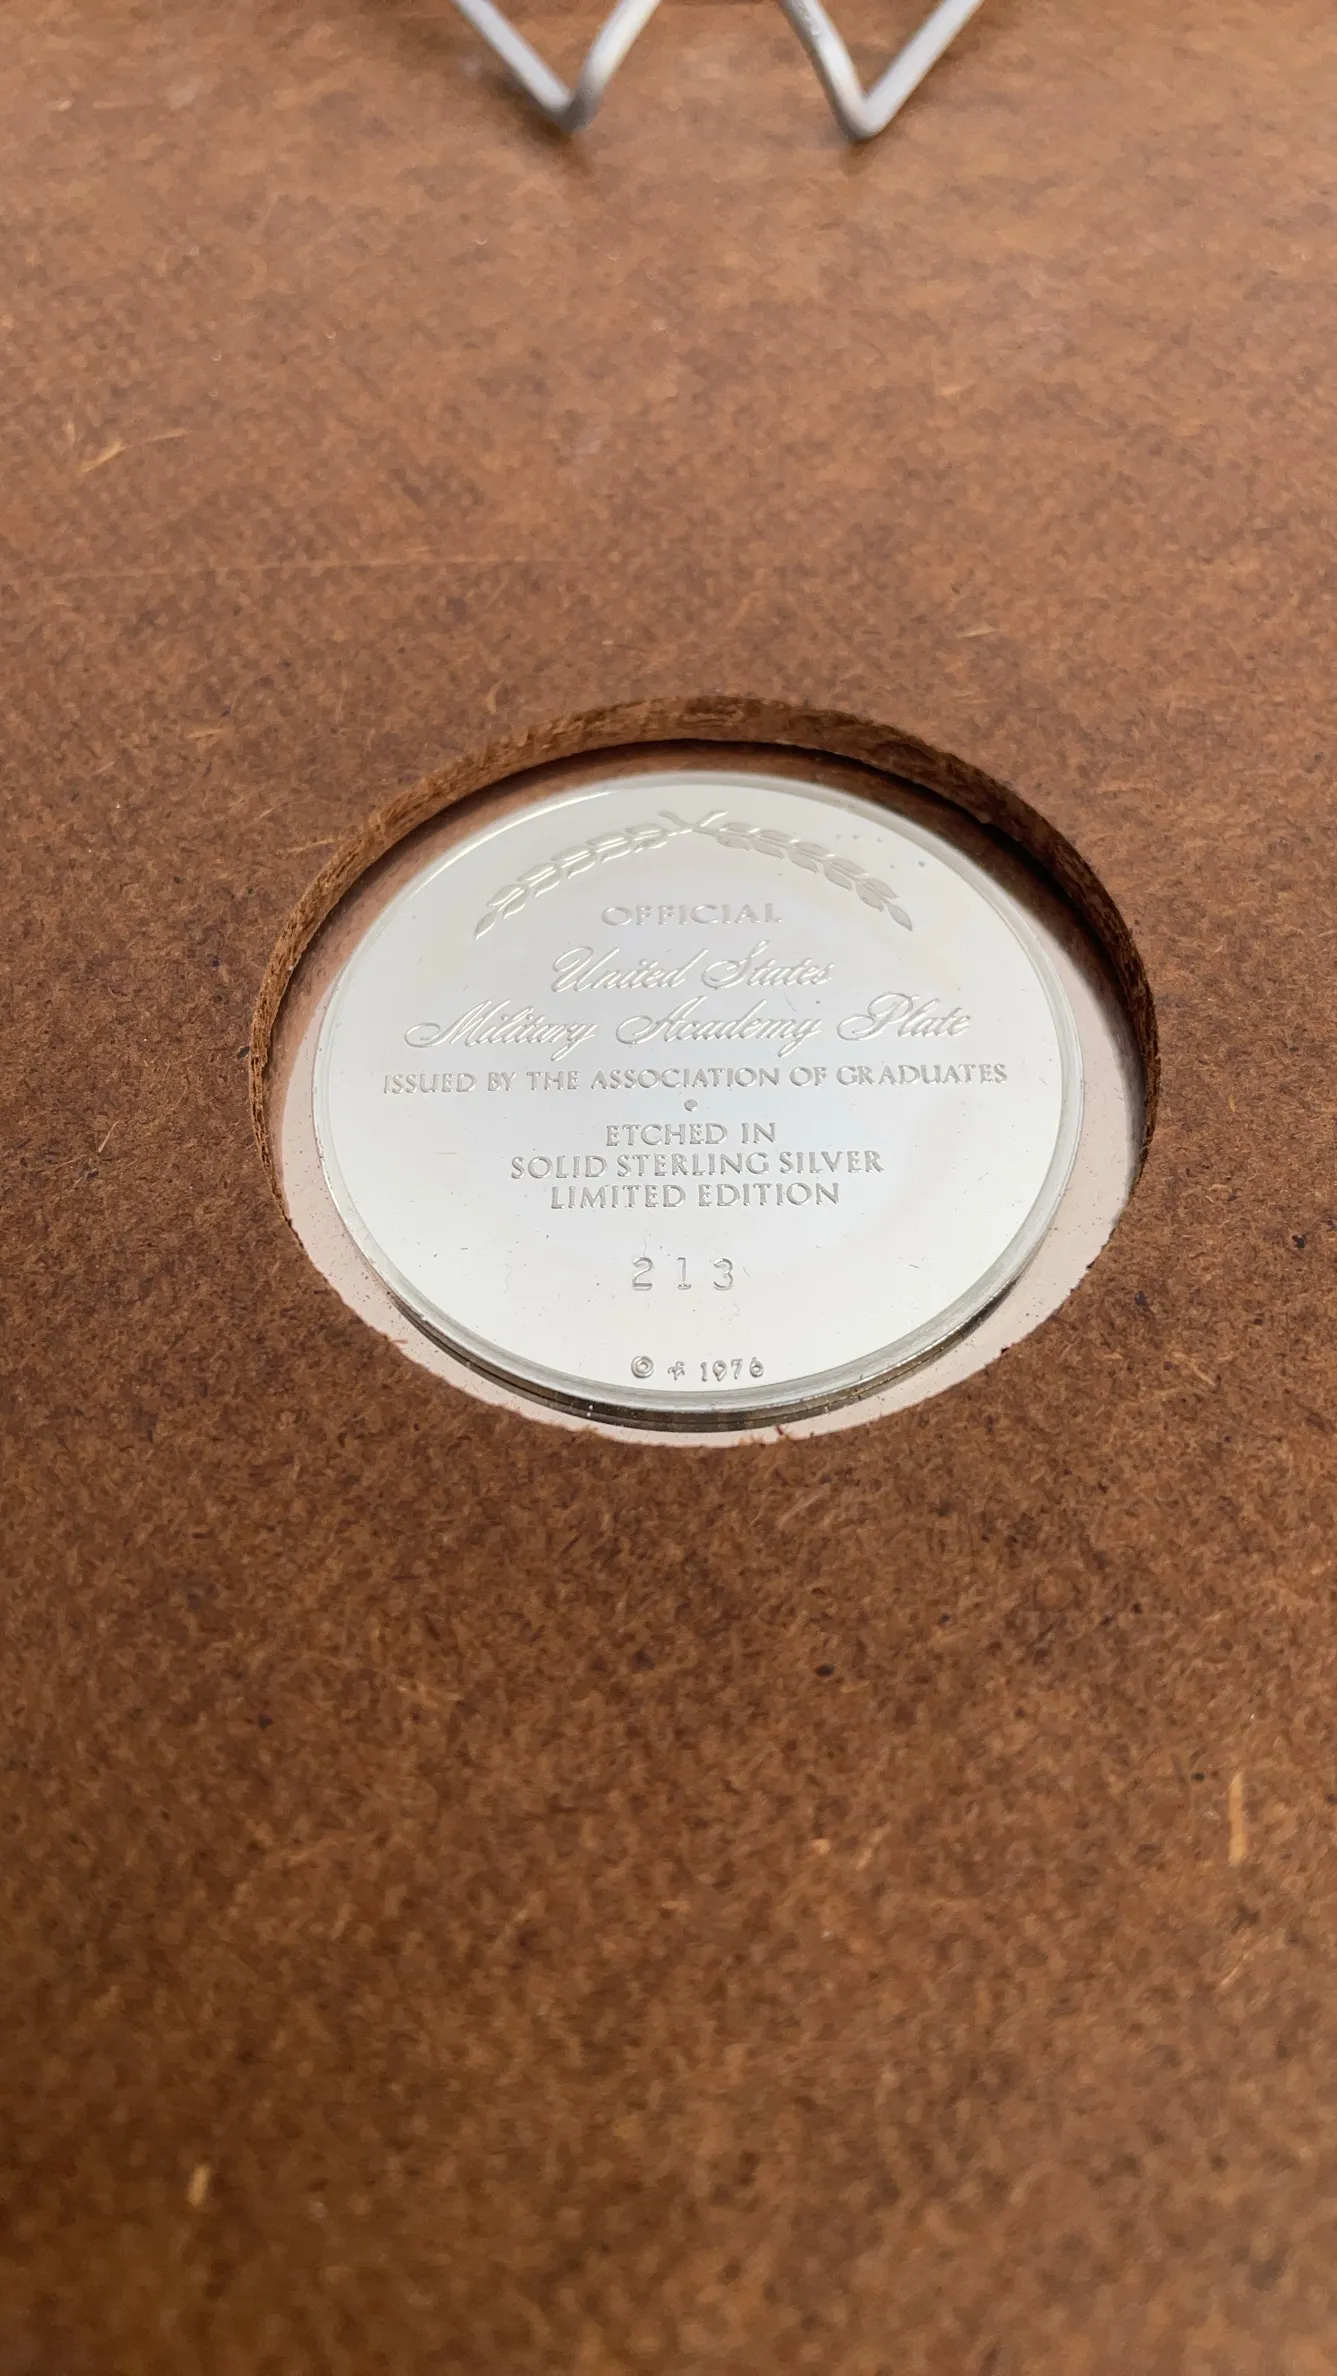 OFFICIAL
United States
Military Academy Plate
ISSUED BY THE ASSOCIATION OF GRADUATES
ETCHED IN
SOLID STERLING SILVER
LIMITED EDITION
213
© 1976